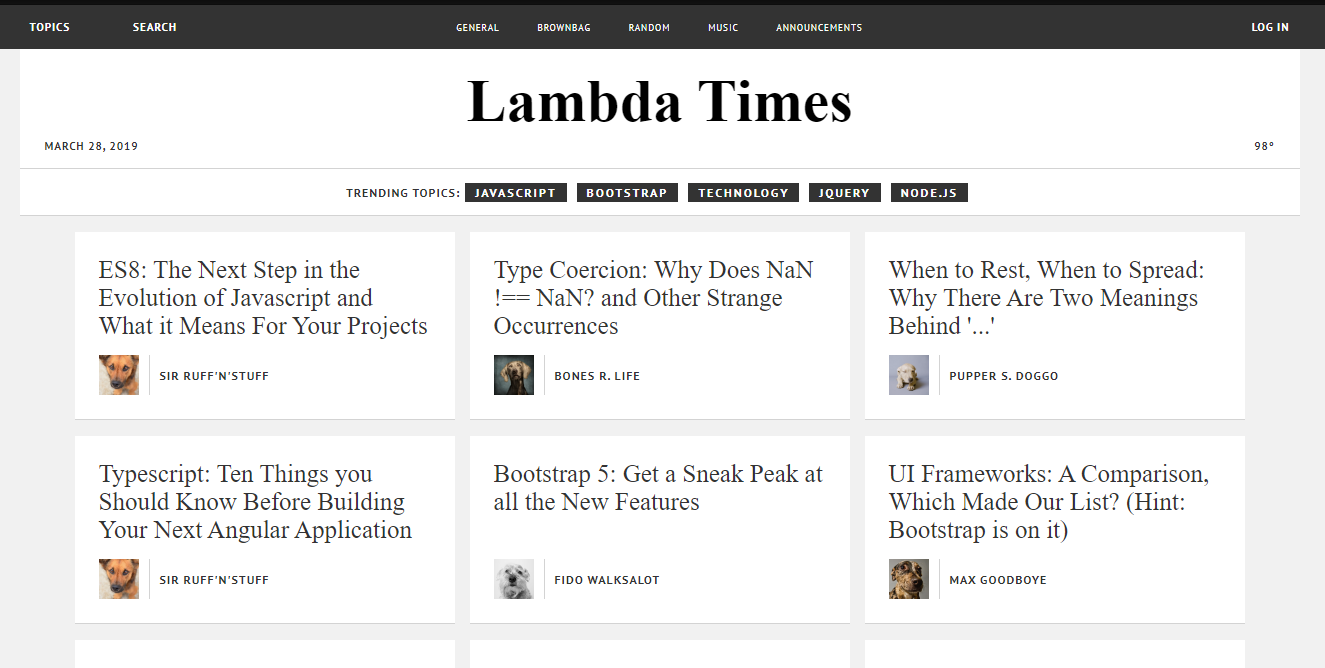 TOPICS SEARCH GENERAL BROWNBAG RANDOM MUSIC ANNOUNCEMENTS LOG IN
Lambda Times
MARCH 28, 2019 98°
TRENDING TOPICS: JAVASCRIPT BOOTSTRAP TECHNOLOGY JQUERY NODE.JS
ES8: The Next Step in the
Evolution of Javascript and
What it Means For Your Projects
SIR RUFF'N'STUFF
Type Coercion: Why Does NaN
!== NaN? and Other Strange
Occurrences
BONES R. LIFE
When to Rest, When to Spread:
Why There Are Two Meanings
Behind '...'
PUPPER S. DOGGO
Typescript: Ten Things you
Should Know Before Building
Your Next Angular Application
SIR RUFF'N'STUFF
Bootstrap 5: Get a Sneak Peak at
all the New Features
FIDO WALKSALOT
UI Frameworks: A Comparison,
Which Made Our List? (Hint:
Bootstrap is on it)
MAX GOODBOYE